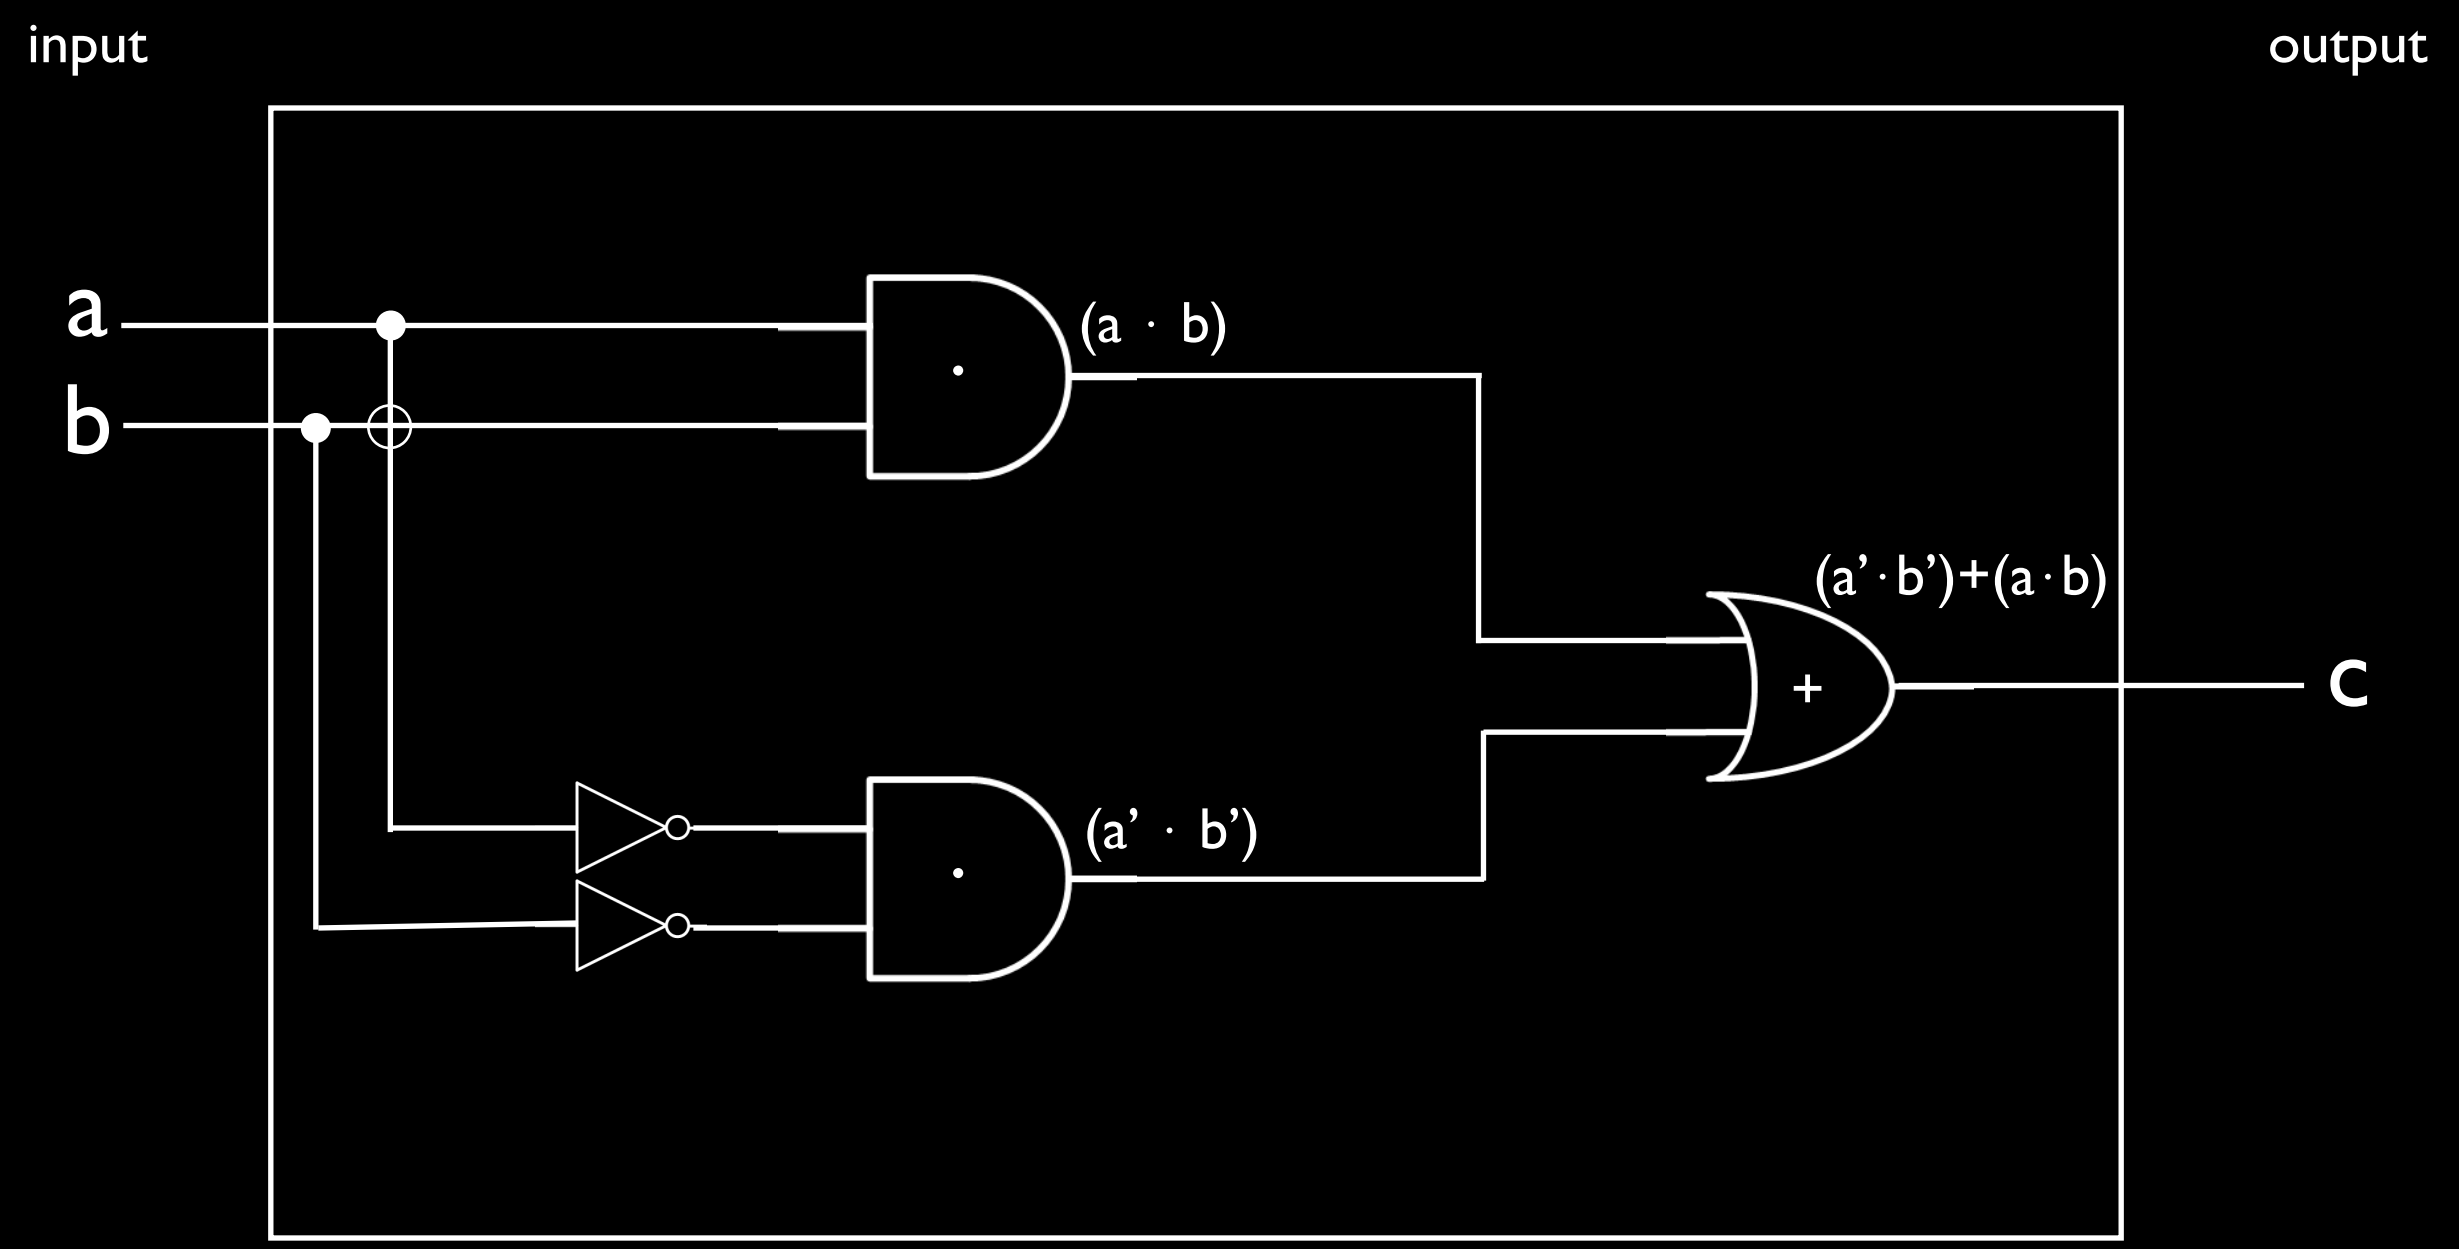 input
output
a
b
(a · b)
·
(a’·b’)+(a·b)
+
c
(a’ · b’)
·